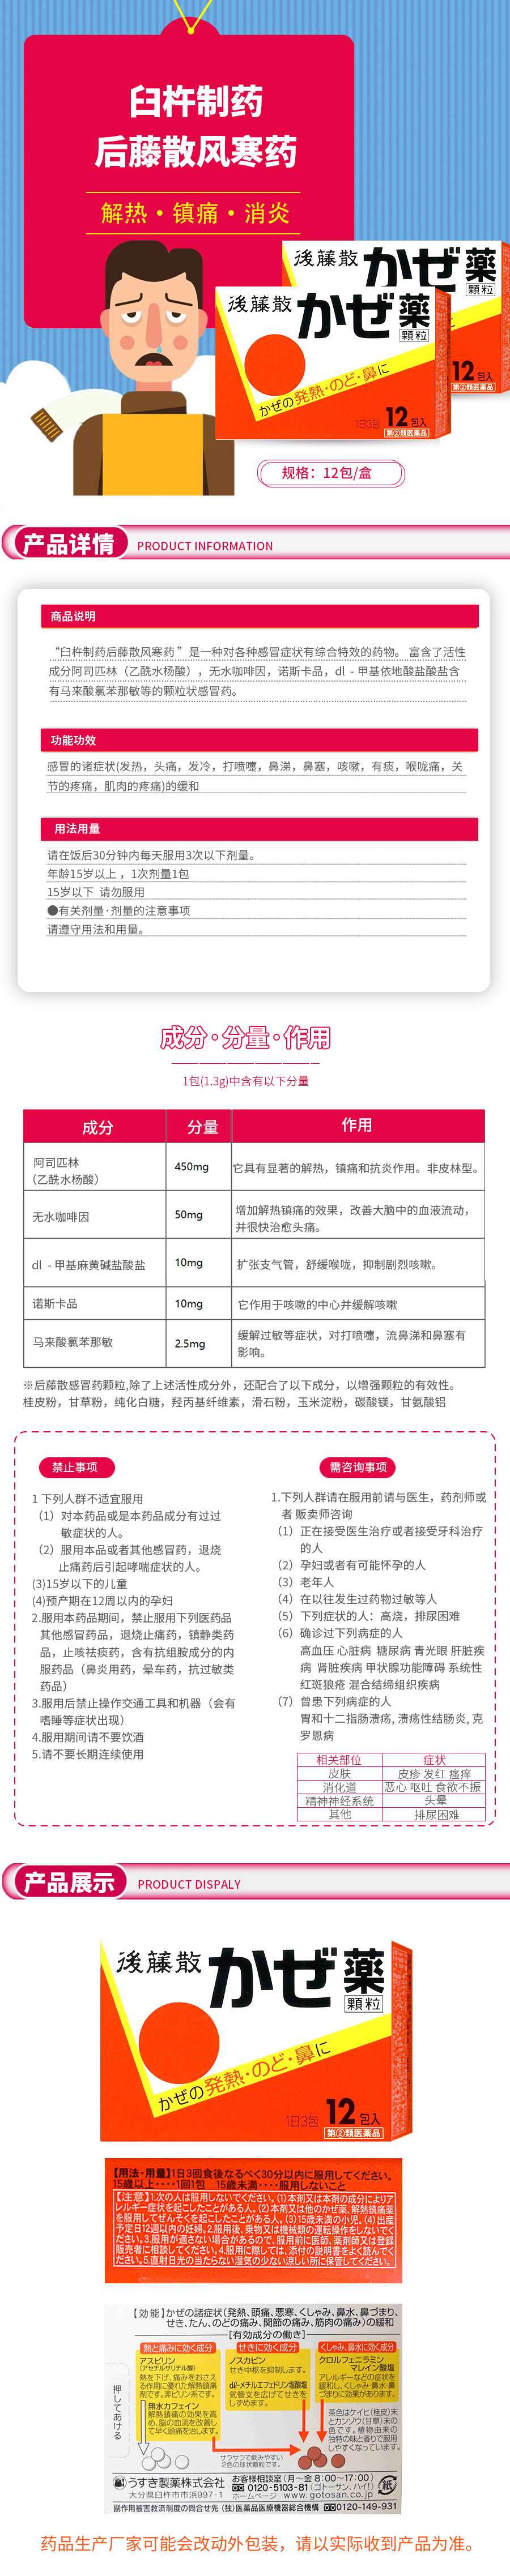 臼杵制药
后藤散风寒药
解热·镇痛·消炎
後藤散 かぜ薬
顆粒
12包入
第②類医薬品
後藤散 かぜ薬
顆粒
かぜの発熱·のど·鼻に
1日3包 12包入
第②類医薬品
规格：12包/盒
产品详情 PRODUCT INFORMATION
商品说明
“臼杵制药后藤散风寒药”是一种对各种感冒症状有综合特效的药物。 富含了活性
成分阿司匹林（乙酰水杨酸），无水咖啡因，诺斯卡品，dl - 甲基依地酸盐酸盐含
有马来酸氯苯那敏等的颗粒状感冒药。
功能功效
感冒的诸症状(发热，头痛，发冷，打喷嚏，鼻涕，鼻塞，咳嗽，有痰，喉咙痛，关
节的疼痛，肌肉的疼痛)的缓和
用法用量
请在饭后30分钟内每天服用3次以下剂量。
年龄15岁以上 ，1次剂量1包
15岁以下 请勿服用
●有关剂量·剂量的注意事项
请遵守用法和用量。
成分·分量·作用
1包(1.3g)中含有以下分量
成分 分量 作用
阿司匹林
（乙酰水杨酸） 450mg 它具有显著的解热，镇痛和抗炎作用。非皮林型。
无水咖啡因 50mg 增加解热镇痛的效果，改善大脑中的血液流动，
并很快治愈头痛。
dl - 甲基麻黄碱盐酸盐 10mg 扩张支气管，舒缓喉咙，抑制剧烈咳嗽。
诺斯卡品 10mg 它作用于咳嗽的中心并缓解咳嗽
马来酸氯苯那敏 2.5mg 缓解过敏等症状，对打喷嚏，流鼻涕和鼻塞有
影响。
※后藤散感冒药颗粒,除了上述活性成分外，还配合了以下成分，以增强颗粒的有效性。
桂皮粉，甘草粉，纯化白糖，羟丙基纤维素，滑石粉，玉米淀粉，碳酸镁，甘氨酸铝
禁止事项
1 下列人群不适宜服用
（1）对本药品或是本药品成分有过过
敏症状的人。
（2）服用本品或者其他感冒药，退烧
止痛药后引起哮喘症状的人。
(3)15岁以下的儿童
(4)预产期在12周以内的孕妇
2.服用本药品期间，禁止服用下列医药品
其他感冒药品，退烧止痛药，镇静类药
品，止咳祛痰药，含有抗组胺成分的内
服药品（鼻炎用药，晕车药，抗过敏类
药品）
3.服用后禁止操作交通工具和机器（会有
嗜睡等症状出现）
4.服用期间请不要饮酒
5.请不要长期连续使用
需咨询事项
1.下列人群请在服用前请与医生，药剂师或
者 贩卖师咨询
（1）正在接受医生治疗或者接受牙科治疗
的人
（2）孕妇或者有可能怀孕的人
（3）老年人
（4）在以往发生过药物过敏等人
（5）下列症状的人：高烧，排尿困难
（6）确诊过下列病症的人
高血压 心脏病 糖尿病 青光眼 肝脏疾
病 肾脏疾病 甲状腺功能障碍 系统性
红斑狼疮 混合结缔组织疾病
（7）曾患下列病症的人
胃和十二指肠溃疡, 溃疡性结肠炎, 克
罗恩病
相关部位 症状
皮肤 皮疹 发红 瘙痒
消化道 恶心 呕吐 食欲不振
精神神经系统 头晕
其他 排尿困难
产品展示 PRODUCT DISPALY
後藤散 かぜ薬
顆粒
かぜの発熱·のど·鼻に
1日3包 12包入
第②類医薬品
【用法·用量】1日3回食後なるべく30分以内に服用してください。
15歳以上････1回1包 15歳未満････服用しないこと
【注意】1.次の人は服用しないでください。(1)本剤又は本剤の成分によりア
レルギー症状を起こしたことがある人。(2)本剤又は他のかぜ薬、解熱鎮痛薬
を服用してぜんそくを起こしたことがある人。(3)15歳未満の小児。(4)出産
予定日12週以内の妊婦。2.服用後、乗物又は機械類の運転操作をしないでく
ださい。3.服用が適さない場合があるので、服用前に医師、薬剤師又は登録
販売者に相談してください。4.服用に際しては、添付の説明書をよく読んでく
ださい。5.直射日光の当たらない湿気の少ない涼しい所に保管してください。
【効能】かぜの諸症状(発熱、頭痛、悪寒、くしゃみ、鼻水、鼻づまり、
せき、たん、のどの痛み、関節の痛み、筋肉の痛み)の緩和
[有効成分の働き]
熱と痛みに効く成分
アスピリン
(アセチルサリチル酸)
熱を下げ、痛みをおさえ
る作用に優れた解熱鎮痛
剤です。非ピリン系です。
無水カフェイン
解熱鎮痛の効果を高
め、脳の血流を改善し
て早く頭痛を治します。
せきに効く成分
ノスカピン
せき中枢を抑制します。
dl-メチルエフェドリン塩酸塩
気管支を広げてせきを
しずめます。
くしゃみ、鼻水に効く成分
クロルフェニラミン
マレイン酸塩
アレルギーなどの症状を
緩和し、くしゃみ·鼻水·鼻
づまりに効果があります。
茶色はケイヒ(桂皮)末
とカンゾウ(甘草)末の
色です。植物由来の
独特の味と香りで服用
しやすくなっています。
押してあける
サラサラで飲みやすい
2色の球状顆粒です。
うすき製薬株式会社
大分県臼杵市市浜997-1
お客様相談室(月～金 8:00～17:00)
0120-5103-81(ゴトーサン、ハイ!)
ホームページ www.gotosan.co.jp
紙
副作用被害救済制度の問合せ先 (独)医薬品医療機器総合機構 0120-149-931
药品生产厂家可能会改动外包装，请以实际收到产品为准。